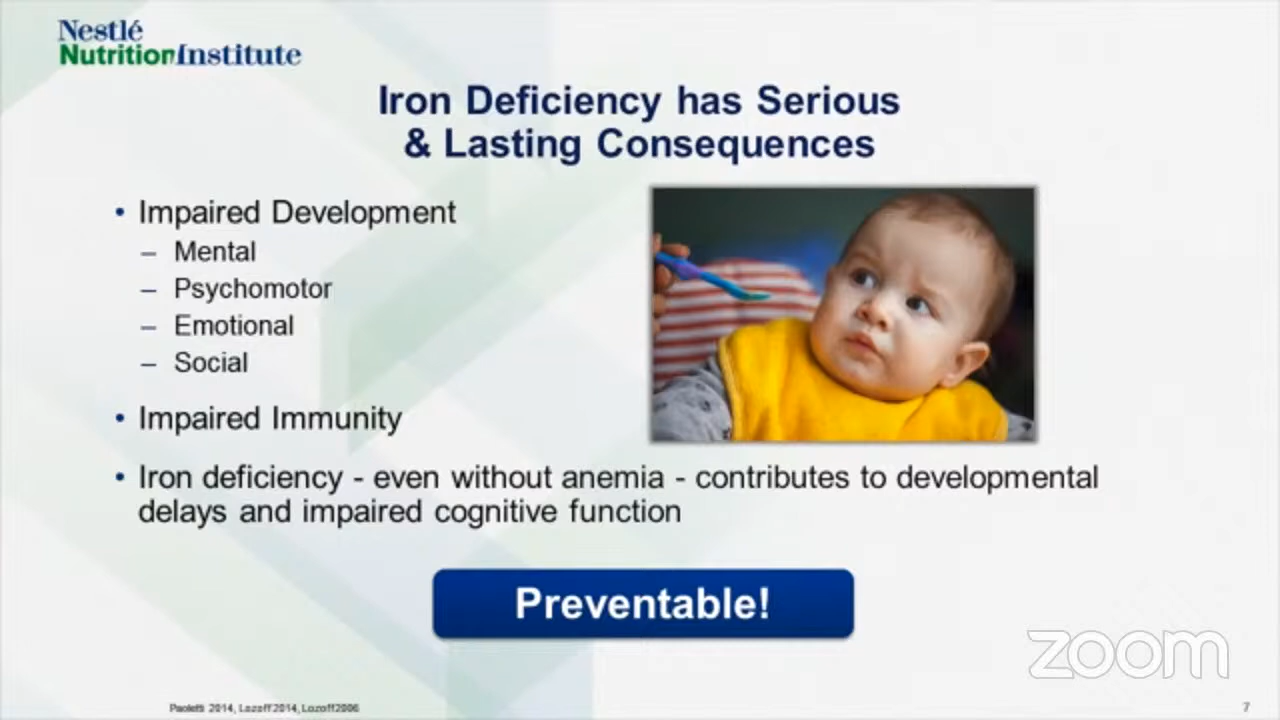 Nestlé
NutritionInstitute
Iron Deficiency has Serious
& Lasting Consequences
• Impaired Development
– Mental
– Psychomotor
– Emotional
– Social
• Impaired Immunity
• Iron deficiency - even without anemia - contributes to developmental
delays and impaired cognitive function
Preventable!
zoom
Paoletti 2014, Lozoff 2014, Lozoff 2006
7